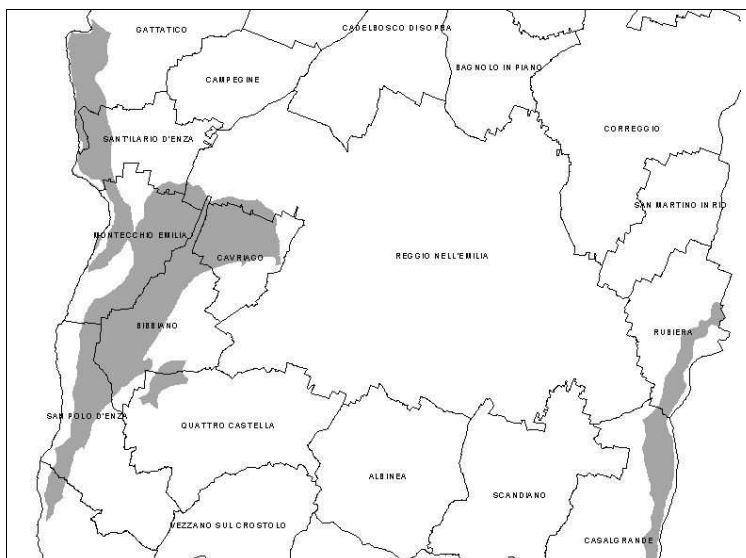 GATTATICO
CADELBOSCO DI SOPRA
BAGNOLO IN PIANO
CAMPEGINE
CORREGGIO
SANT'ILARIO D'ENZA
SAN MARTINO IN RIO
MONTECCHIO EMILIA
CAVRIAGO
REGGIO NELL'EMILIA
BIBBIANO
RUBIERA
SAN POLO D'ENZA
QUATTRO CASTELLA
ALBINEA
SCANDIANO
VEZZANO SUL CROSTOLO
CASALGRANDE